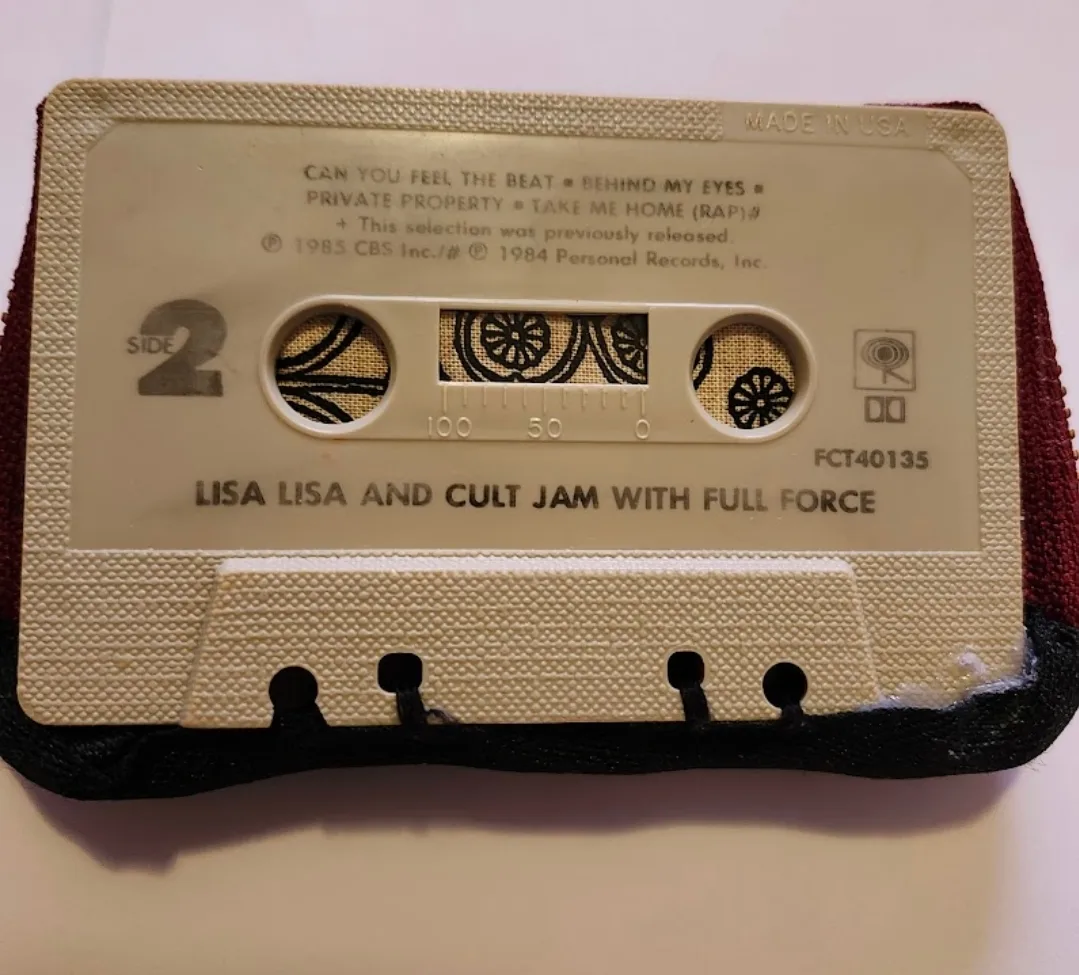 MADE IN USA
CAN YOU FEEL THE BEAT ▪ BEHIND MY EYES ▪
PRIVATE PROPERTY ▪ TAKE ME HOME (RAP)#
+ This selection was previously released.
℗ 1985 CBS Inc./# ℗ 1984 Personal Records, Inc.
SIDE 2
100 50 0
FCT40135
LISA LISA AND CULT JAM WITH FULL FORCE